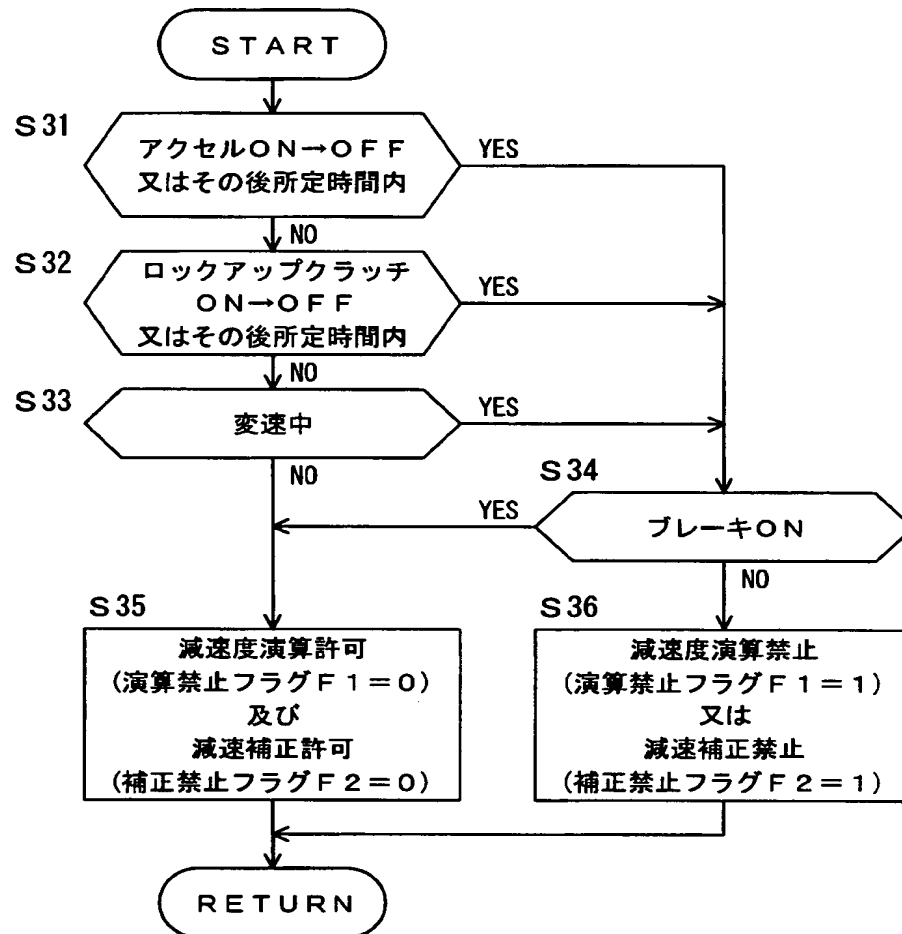 START
S31
アクセルON→OFF
又はその後所定時間内
YES
NO
S32
ロックアップクラッチ
ON→OFF
又はその後所定時間内
YES
NO
S33
変速中
YES
NO
S34
ブレーキON
YES
NO
S35
減速度演算許可
(演算禁止フラグF1=0)
及び
減速補正許可
(補正禁止フラグF2=0)
S36
減速度演算禁止
(演算禁止フラグF1=1)
又は
減速補正禁止
(補正禁止フラグF2=1)
RETURN